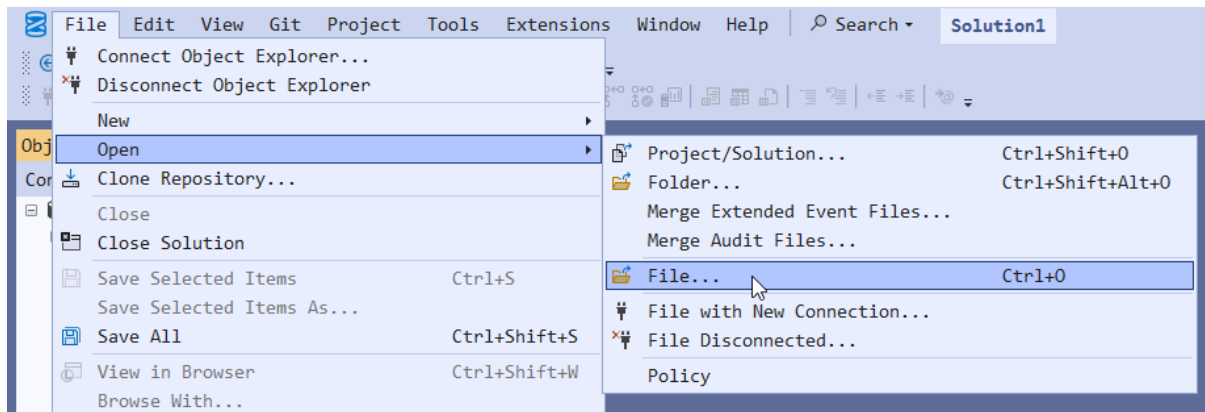 File Edit View Git Project Tools Extensions Window Help Search Solution1
Connect Object Explorer...
Disconnect Object Explorer
New
Obj Open
Project/Solution... Ctrl+Shift+O
Clone Repository...
Folder... Ctrl+Shift+Alt+O
Close
Merge Extended Event Files...
Close Solution
Merge Audit Files...
Save Selected Items Ctrl+S
File... Ctrl+O
Save Selected Items As...
File with New Connection...
Save All Ctrl+Shift+S
File Disconnected...
View in Browser Ctrl+Shift+W
Policy
Browse With...